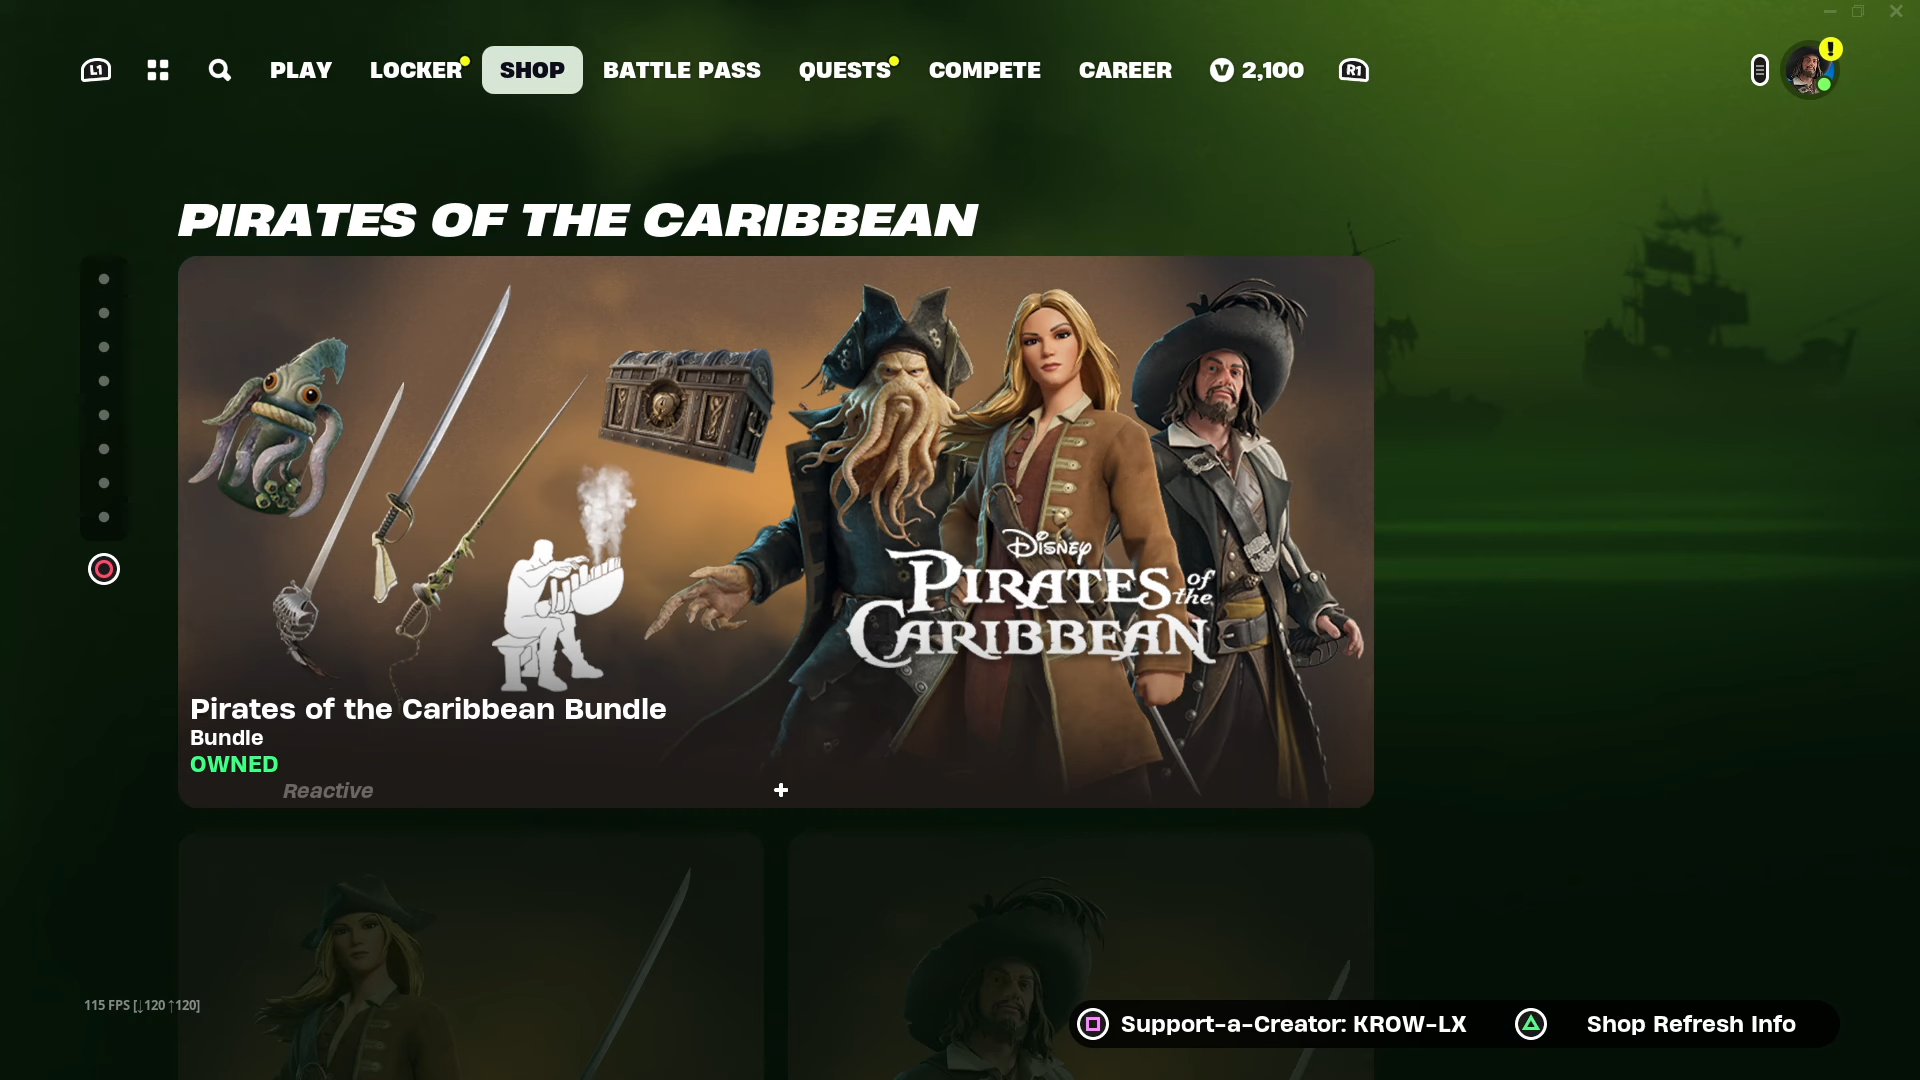 L1
PLAY
LOCKER
SHOP
BATTLE PASS
QUESTS
COMPETE
CAREER
V 2,100
R1
!
PIRATES OF THE CARIBBEAN
DISNEY
PIRATES of the
CARIBBEAN
Pirates of the Caribbean Bundle
Bundle
OWNED
Reactive
115 FPS [↓120 ↑120]
Support-a-Creator: KROW-LX
Shop Refresh Info